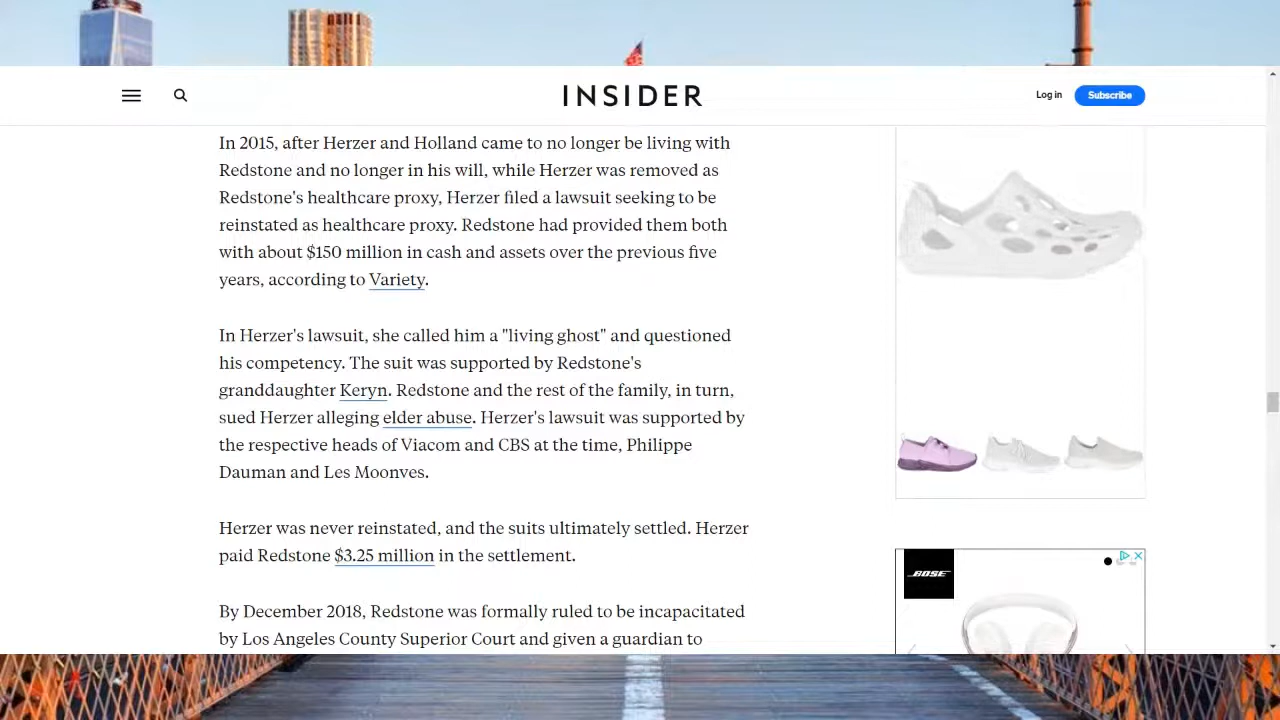 INSIDER
Log in
Subscribe
In 2015, after Herzer and Holland came to no longer be living with
Redstone and no longer in his will, while Herzer was removed as
Redstone's healthcare proxy, Herzer filed a lawsuit seeking to be
reinstated as healthcare proxy. Redstone had provided them both
with about $150 million in cash and assets over the previous five
years, according to Variety.
In Herzer's lawsuit, she called him a "living ghost" and questioned
his competency. The suit was supported by Redstone's
granddaughter Keryn. Redstone and the rest of the family, in turn,
sued Herzer alleging elder abuse. Herzer's lawsuit was supported by
the respective heads of Viacom and CBS at the time, Philippe
Dauman and Les Moonves.
Herzer was never reinstated, and the suits ultimately settled. Herzer
paid Redstone $3.25 million in the settlement.
By December 2018, Redstone was formally ruled to be incapacitated
by Los Angeles County Superior Court and given a guardian to
BOSE